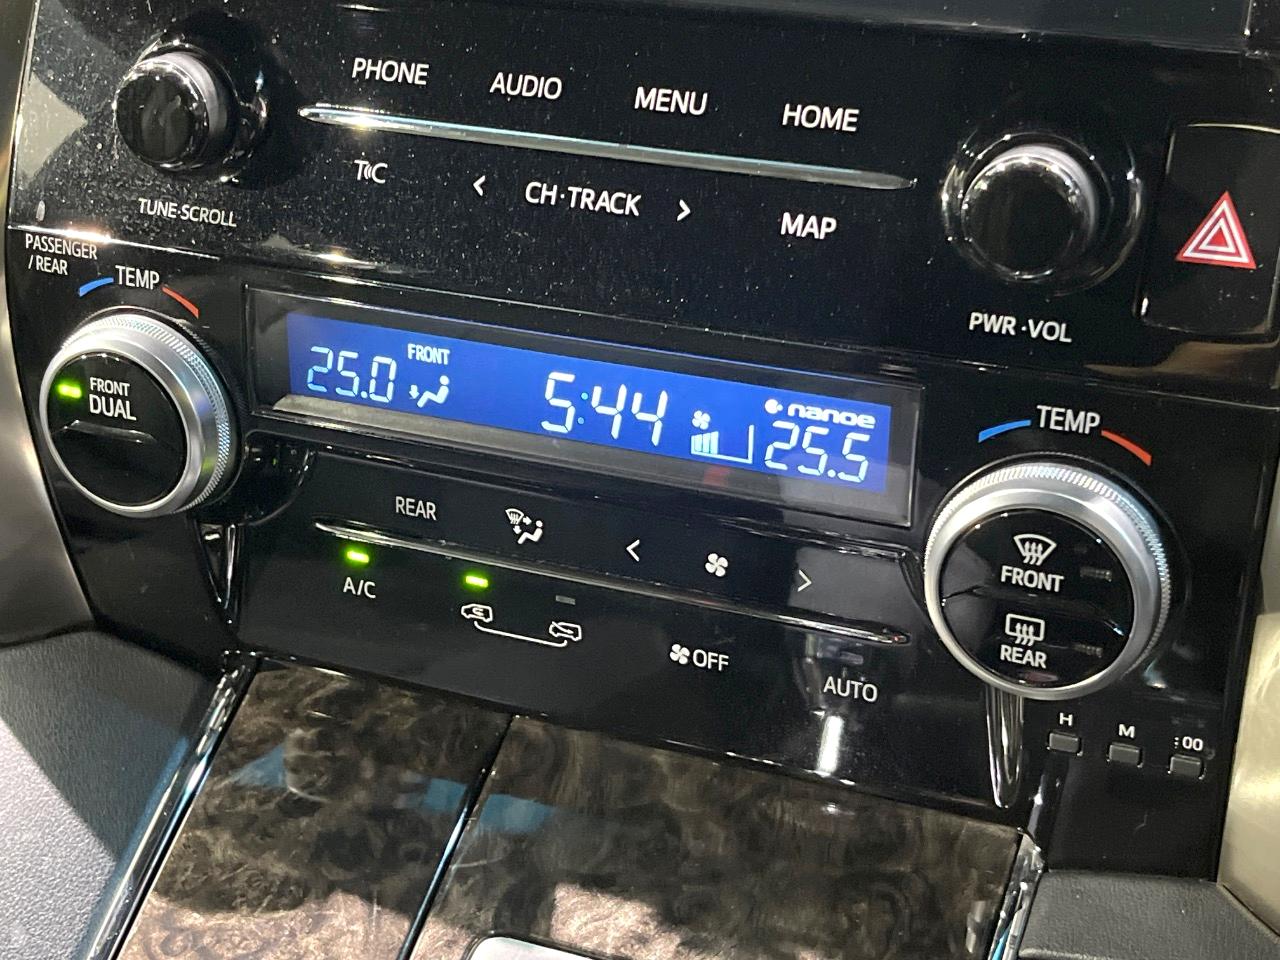 PHONE AUDIO MENU HOME
T(C < CH·TRACK > MAP
TUNE·SCROLL
PWR·VOL
PASSENGER
/REAR
TEMP
FRONT
DUAL
FRONT
25.0 5:44 25.5
nanoe
TEMP
REAR < >
A/C
OFF
AUTO
FRONT
REAR
H M :00